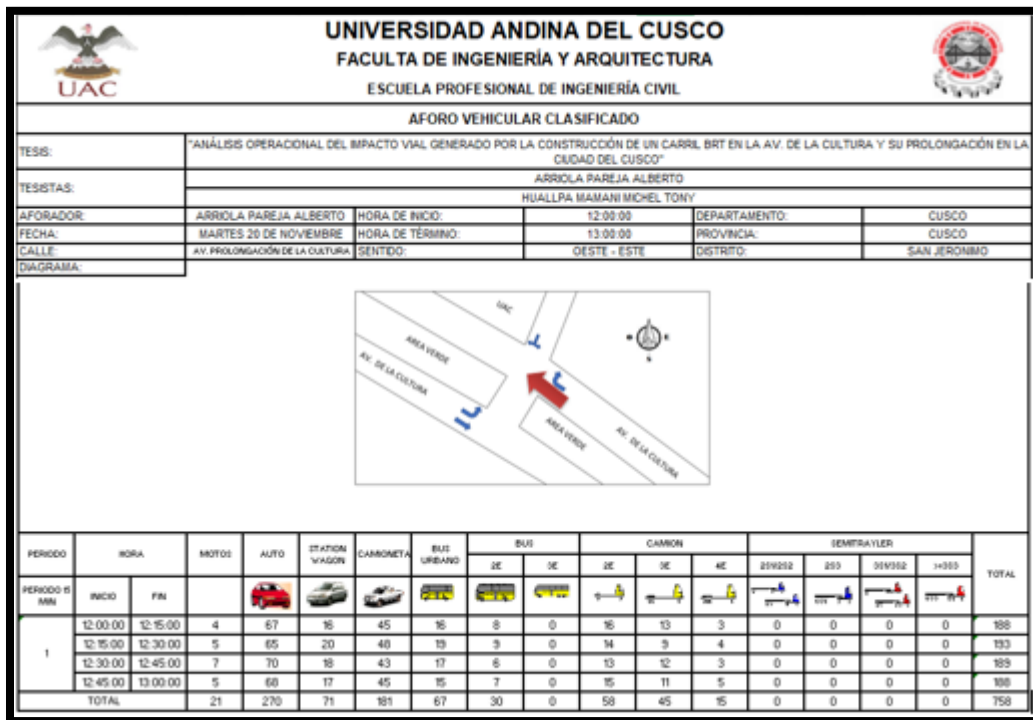 UAC
UNIVERSIDAD ANDINA DEL CUSCO
FACULTA DE INGENIERÍA Y ARQUITECTURA
ESCUELA PROFESIONAL DE INGENIERÍA CIVIL
AFORO VEHICULAR CLASIFICADO
TESIS: "ANÁLISIS OPERACIONAL DEL IMPACTO VIAL GENERADO POR LA CONSTRUCCIÓN DE UN CARRIL BRT EN LA AV. DE LA CULTURA Y SU PROLONGACIÓN EN LA
CIUDAD DEL CUSCO"
TESISTAS: ARRIOLA PAREJA ALBERTO
HUALLPA MAMANI MICHEL TONY
AFORADOR: ARRIOLA PAREJA ALBERTO HORA DE INICIO: 12:00:00 DEPARTAMENTO: CUSCO
FECHA: MARTES 20 DE NOVIEMBRE HORA DE TÉRMINO: 13:00:00 PROVINCIA: CUSCO
CALLE: AV. PROLONGACIÓN DE LA CULTURA SENTIDO: OESTE - ESTE DISTRITO: SAN JERONIMO
DIAGRAMA:
UAC
AREA VERDE
AV. DE LA CULTURA
AREA VERDE
AV. DE LA CULTURA
PERIODO HORA MOTOS AUTO STATION WAGON CAMIONETA BUS URBANO BUS CAMION SEMITRAYLER TOTAL
2E 3E 2E 3E 4E 2S1/2S2 2S3 3S1/3S2 >=3S3
PERIODO 15 MIN INICIO FIN
1 12:00:00 12:15:00 4 67 16 45 16 8 0 16 13 3 0 0 0 0 188
12:15:00 12:30:00 5 65 20 48 19 9 0 14 9 4 0 0 0 0 193
12:30:00 12:45:00 7 70 18 43 17 6 0 13 12 3 0 0 0 0 189
12:45:00 13:00:00 5 68 17 45 15 7 0 15 11 5 0 0 0 0 188
TOTAL 21 270 71 181 67 30 0 58 45 15 0 0 0 0 758